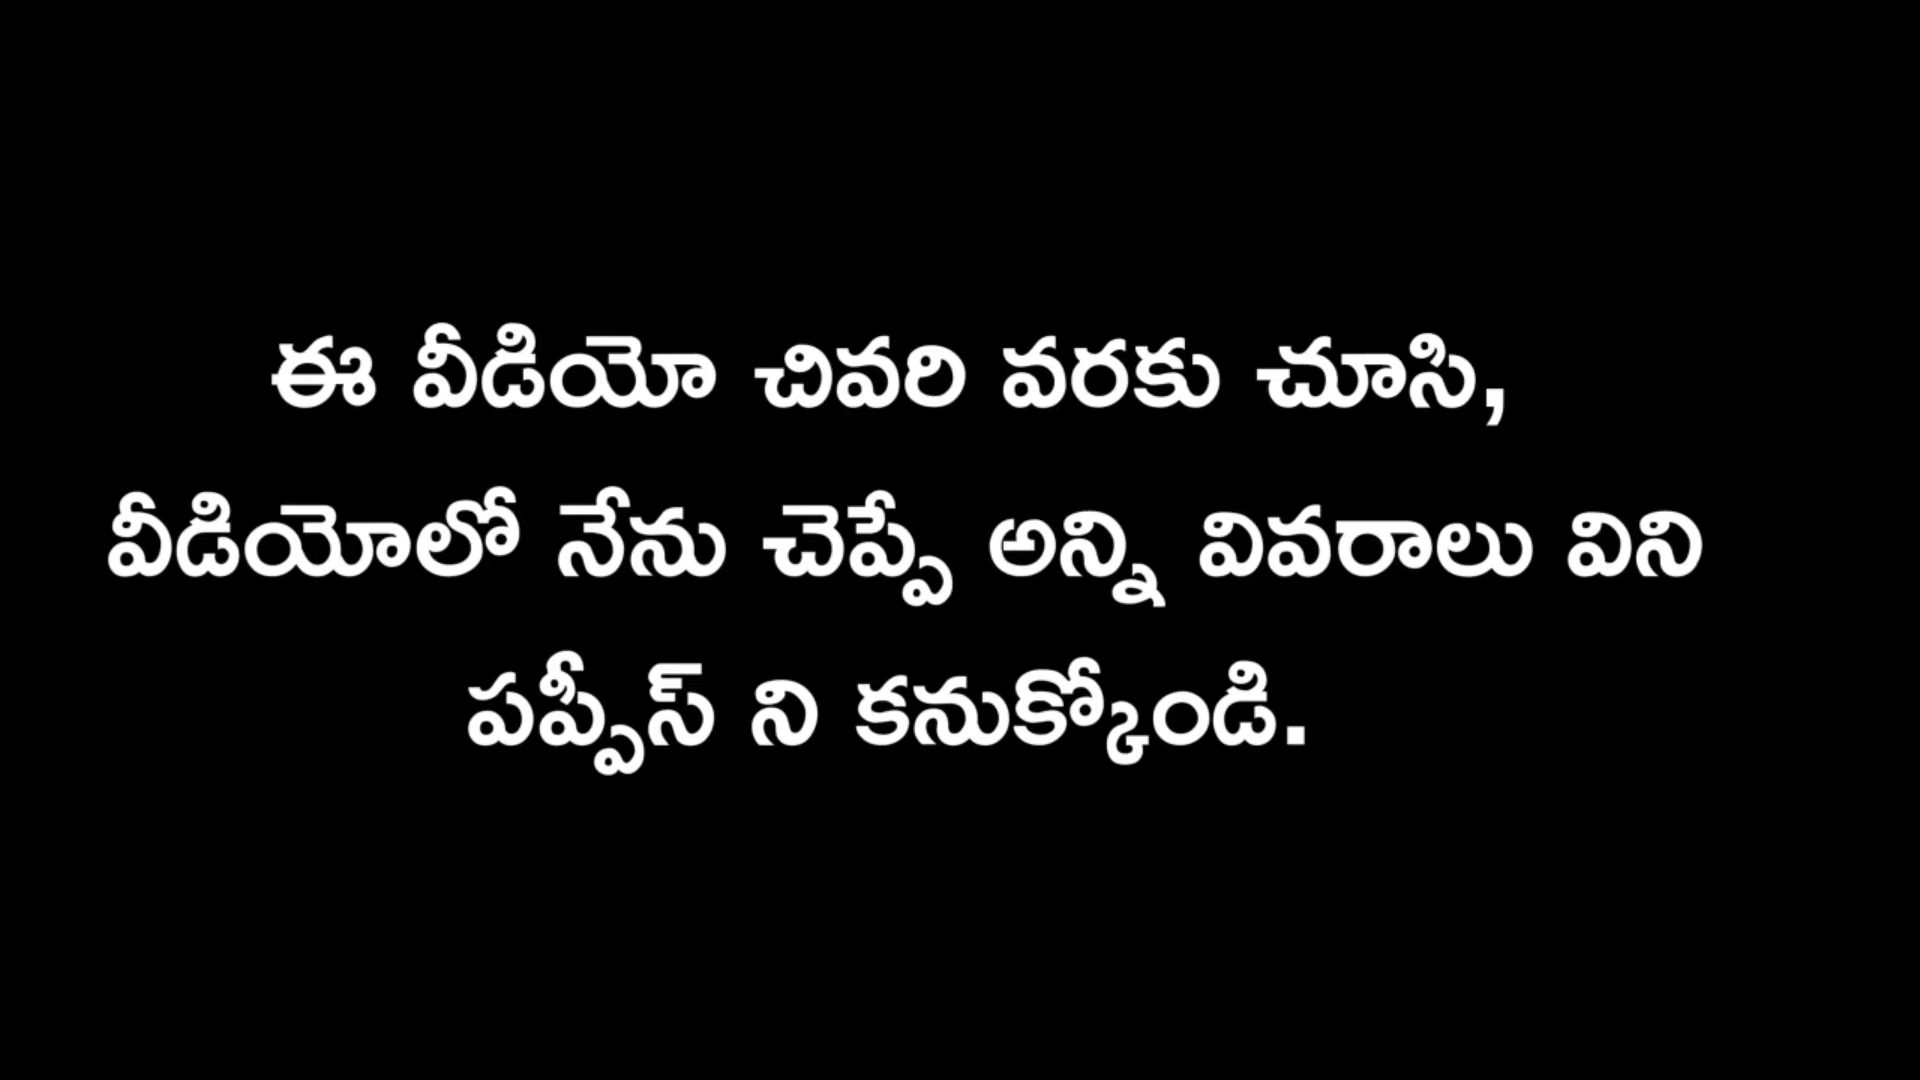 ఈ వీడియో చివరి వరకు చూసి,
వీడియోలో నేను చెప్పే అన్ని వివరాలు విని
పప్పీస్ ని కనుక్కోండి.